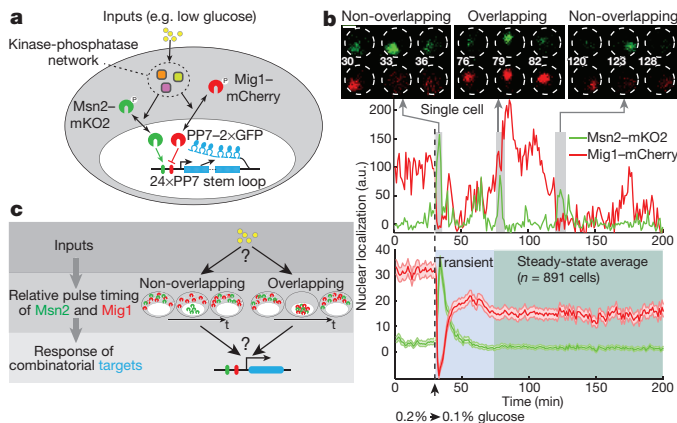 a
Inputs (e.g. low glucose)
Kinase-phosphatase
network
P
Mig1–
mCherry
Msn2–
mKO2
P
PP7–2×GFP
24×PP7 stem loop
b
Non-overlapping
Overlapping
Non-overlapping
30 33 36
76 79 82
120 123 128
Single cell
Msn2–mKO2
Mig1–mCherry
Nuclear localization (a.u.)
200
150
100
50
0
0 50 100 150 200
Transient
Steady-state average
(n = 891 cells)
40
30
20
10
0
0 50 100 150 200
Time (min)
0.2% 0.1% glucose
c
Inputs
?
Non-overlapping
Overlapping
Relative pulse timing
of Msn2 and Mig1
t
t
?
Response of
combinatorial targets